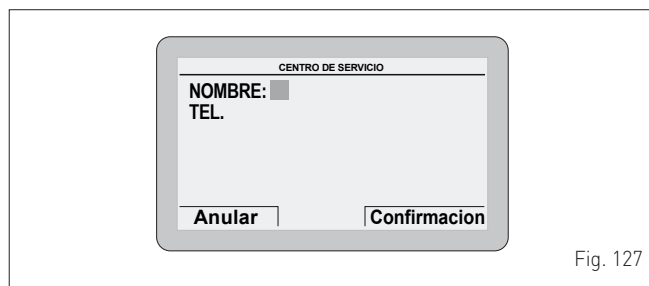 CENTRO DE SERVICIO
NOMBRE:
TEL.
Anular Confirmacion
Fig. 127